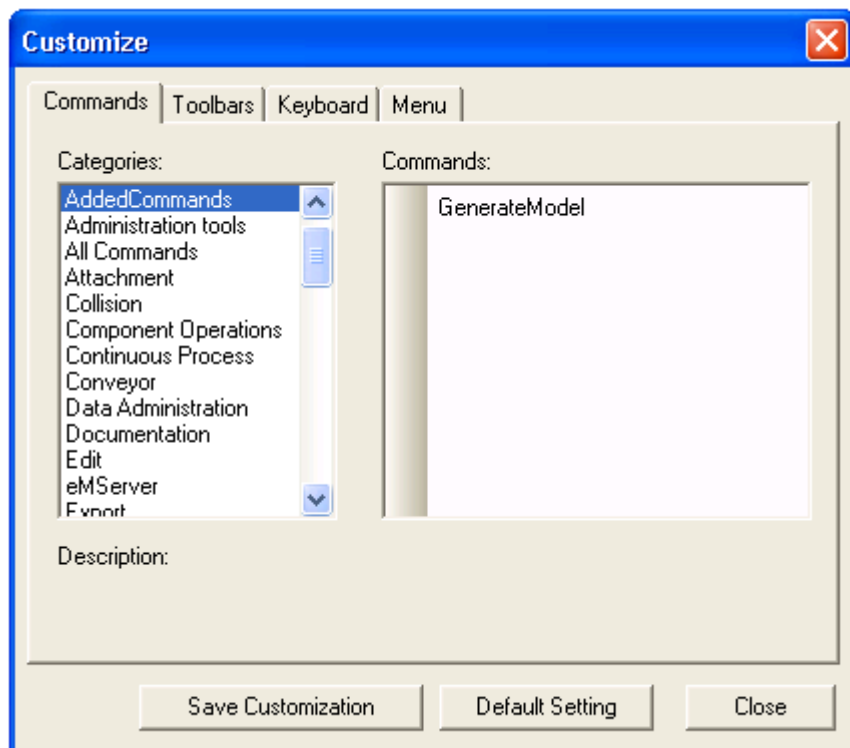 Customize
Commands Toolbars Keyboard Menu
Categories:
AddedCommands
Administration tools
All Commands
Attachment
Collision
Component Operations
Continuous Process
Conveyor
Data Administration
Documentation
Edit
eMServer
Export
Commands:
GenerateModel
Description:
Save Customization Default Setting Close